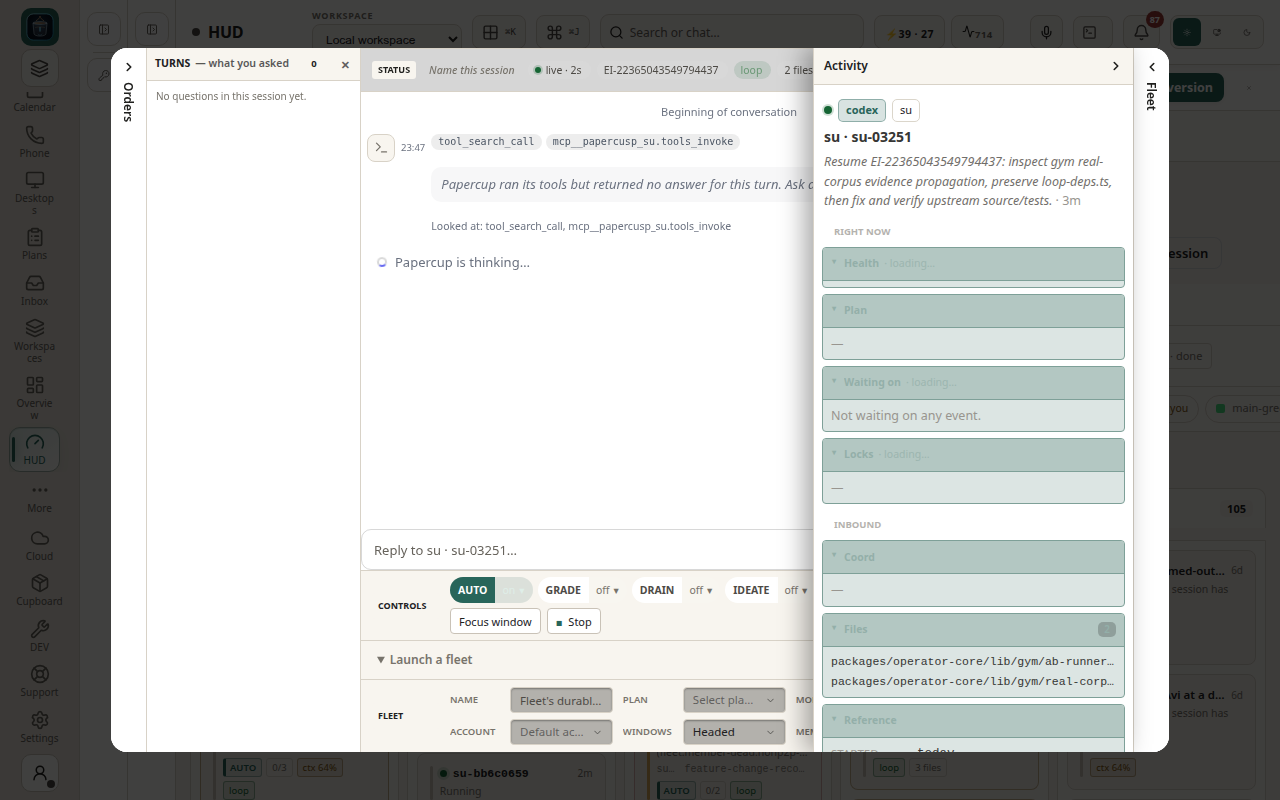 Calendar
Phone
Desktop
s
Plans
Inbox
Workspa
ces
Overvie
w
HUD
More
Cloud
Cupboard
DEV
Support
Settings
HUD
WORKSPACE
Local workspace
⌘K
⌘J
Search or chat...
⚡39 · 27
714
87
Orders
TURNS — what you asked 0 ×
No questions in this session yet.
STATUS Name this session live · 2s EI-22365043549794437 loop 2 files
Beginning of conversation
23:47 tool_search_call mcp__papercusp_su.tools_invoke
Papercup ran its tools but returned no answer for this turn. Ask
Looked at: tool_search_call, mcp__papercusp_su.tools_invoke
Papercup is thinking...
Reply to su · su-03251...
CONTROLS AUTO GRADE off ▾ DRAIN off ▾ IDEATE off ▾
Focus window ■ Stop
▼ Launch a fleet
FLEET
NAME Fleet's durabl... PLAN Select pla...
ACCOUNT Default ac... WINDOWS Headed
Activity
codex su
su · su-03251
Resume EI-22365043549794437: inspect gym real-
corpus evidence propagation, preserve loop-deps.ts,
then fix and verify upstream source/tests. · 3m
RIGHT NOW
Health · loading...
Plan
—
Waiting on · loading...
Not waiting on any event.
Locks · loading...
—
INBOUND
Coord
—
Files
packages/operator-core/lib/gym/ab-runner…
packages/operator-core/lib/gym/real-corp…
Reference
STARTED today
Fleet
version
ession
· done
you
main-gre
105
med-out... 6d
session has
wi at a d... 6d
session has
AUTO 0/3 ctx 64%
loop
su-bb6c0659 2m
Running
su… feature-change-reco…
AUTO 0/2 loop
loop 3 files
ctx 64%